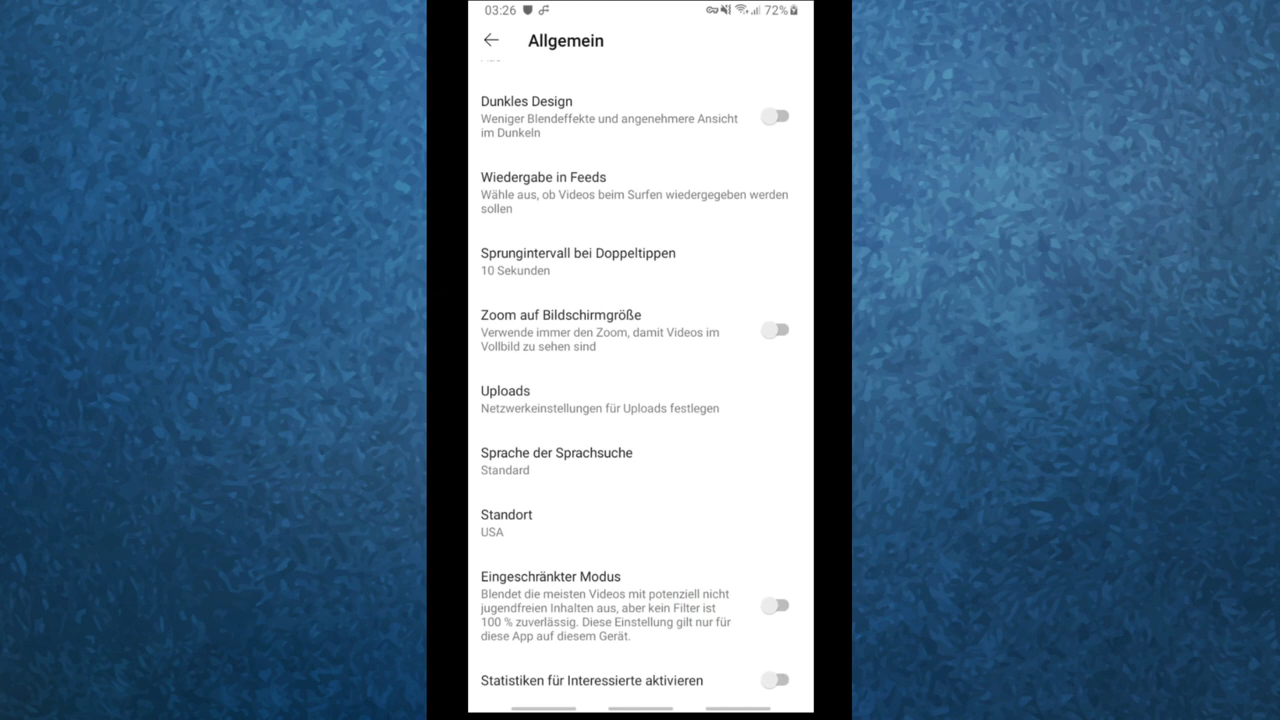 03:26
72%
Allgemein
Dunkles Design
Weniger Blendeffekte und angenehmere Ansicht
im Dunkeln
Wiedergabe in Feeds
Wähle aus, ob Videos beim Surfen wiedergegeben werden
sollen
Sprungintervall bei Doppeltippen
10 Sekunden
Zoom auf Bildschirmgröße
Verwende immer den Zoom, damit Videos im
Vollbild zu sehen sind
Uploads
Netzwerkeinstellungen für Uploads festlegen
Sprache der Sprachsuche
Standard
Standort
USA
Eingeschränkter Modus
Blendet die meisten Videos mit potenziell nicht
jugendfreien Inhalten aus, aber kein Filter ist
100 % zuverlässig. Diese Einstellung gilt nur für
diese App auf diesem Gerät.
Statistiken für Interessierte aktivieren